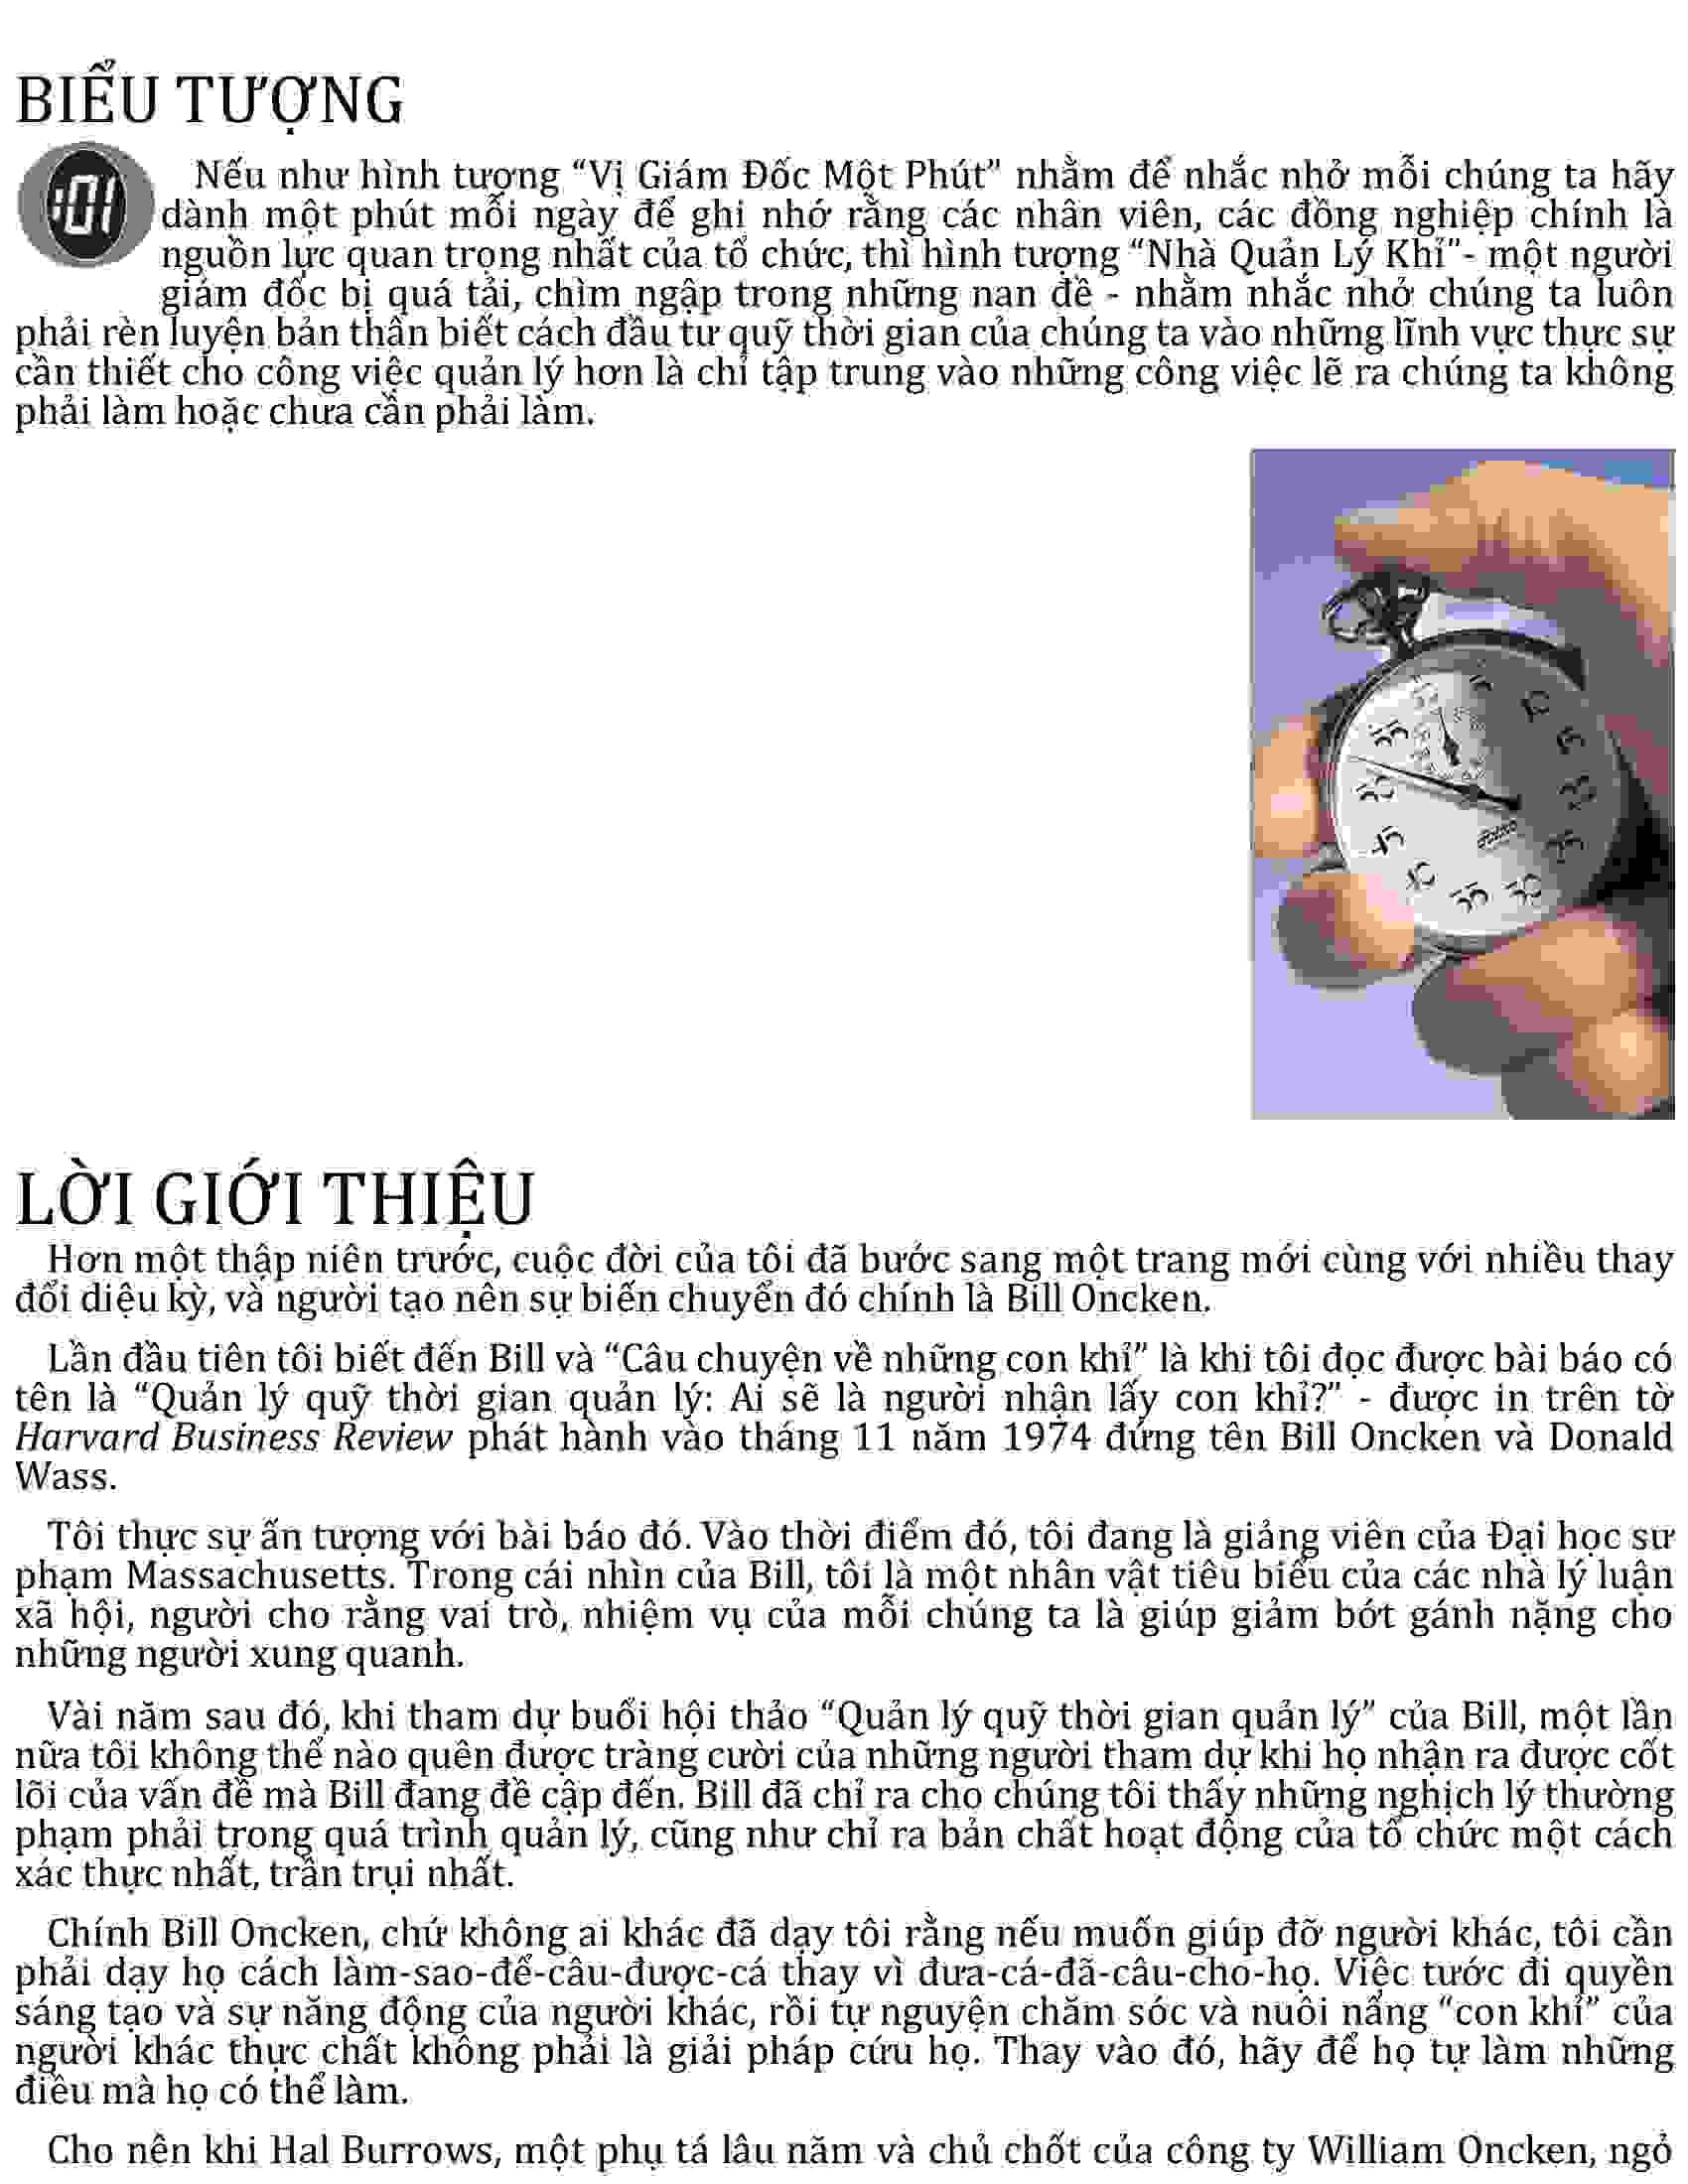 BIỂU TƯỢNG
Nếu như hình tượng “Vị Giám Đốc Một Phút” nhằm để nhắc nhở mỗi chúng ta hãy
dành một phút mỗi ngày để ghi nhớ rằng các nhân viên, các đồng nghiệp chính là
nguồn lực quan trọng nhất của tổ chức, thì hình tượng “Nhà Quản Lý Khỉ”- một người
giám đốc bị quá tải, chìm ngập trong những nan đề - nhằm nhắc nhở chúng ta luôn
phải rèn luyện bản thân biết cách đầu tư quỹ thời gian của chúng ta vào những lĩnh vực thực sự
cần thiết cho công việc quản lý hơn là chỉ tập trung vào những công việc lẽ ra chúng ta không
phải làm hoặc chưa cần phải làm.
LỜI GIỚI THIỆU
Hơn một thập niên trước, cuộc đời của tôi đã bước sang một trang mới cùng với nhiều thay
đổi diệu kỳ, và người tạo nên sự biến chuyển đó chính là Bill Oncken.
Lần đầu tiên tôi biết đến Bill và “Câu chuyện về những con khỉ” là khi tôi đọc được bài báo có
tên là “Quản lý quỹ thời gian quản lý: Ai sẽ là người nhận lấy con khỉ?” - được in trên tờ
Harvard Business Review phát hành vào tháng 11 năm 1974 đứng tên Bill Oncken và Donald
Wass.
Tôi thực sự ấn tượng với bài báo đó. Vào thời điểm đó, tôi đang là giảng viên của Đại học sư
phạm Massachusetts. Trong cái nhìn của Bill, tôi là một nhân vật tiêu biểu của các nhà lý luận
xã hội, người cho rằng vai trò, nhiệm vụ của mỗi chúng ta là giúp giảm bớt gánh nặng cho
những người xung quanh.
Vài năm sau đó, khi tham dự buổi hội thảo “Quản lý quỹ thời gian quản lý” của Bill, một lần
nữa tôi không thể nào quên được tràng cười của những người tham dự khi họ nhận ra được cốt
lõi của vấn đề mà Bill đang đề cập đến. Bill đã chỉ ra cho chúng tôi thấy những nghịch lý thường
phạm phải trong quá trình quản lý, cũng như chỉ ra bản chất hoạt động của tổ chức một cách
xác thực nhất, trần trụi nhất.
Chính Bill Oncken, chứ không ai khác đã dạy tôi rằng nếu muốn giúp đỡ người khác, tôi cần
phải dạy họ cách làm-sao-để-câu-được-cá thay vì đưa-cá-đã-câu-cho-họ. Việc tước đi quyền
sáng tạo và sự năng động của người khác, rồi tự nguyện chăm sóc và nuôi nấng “con khỉ” của
người khác thực chất không phải là giải pháp cứu họ. Thay vào đó, hãy để họ tự làm những
điều mà họ có thể làm.
Cho nên khi Hal Burrows, một phụ tá lâu năm và chủ chốt của công ty William Oncken, ngỏ